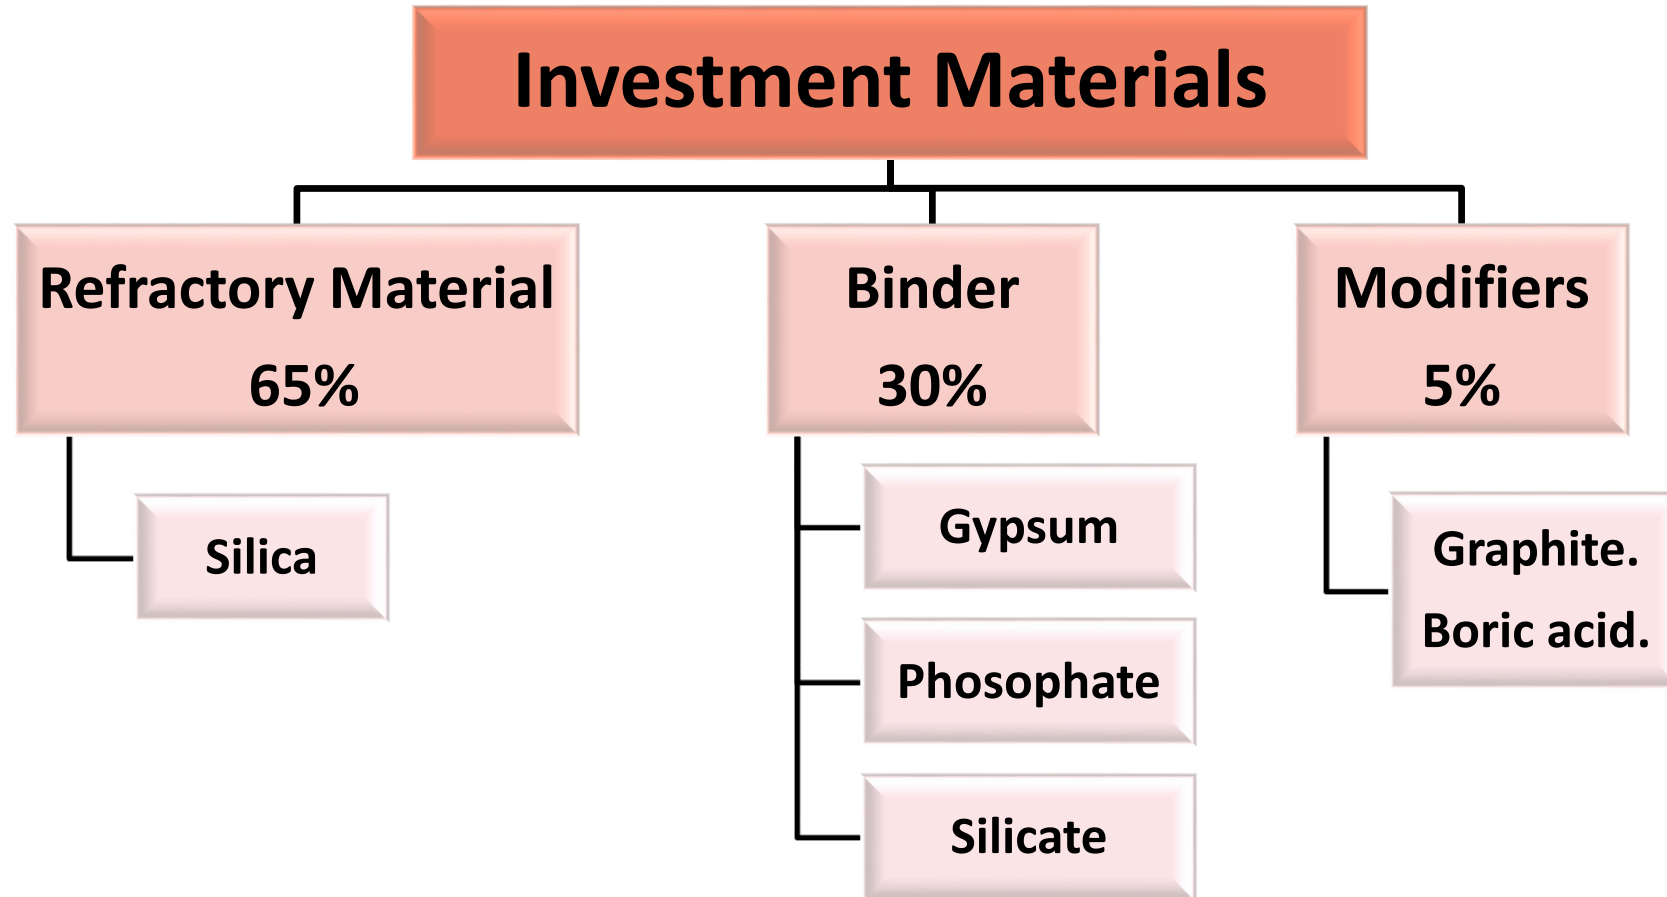 Investment Materials
Refractory Material
65%
Silica
Binder
30%
Gypsum
Phosophate
Silicate
Modifiers
5%
Graphite.
Boric acid.